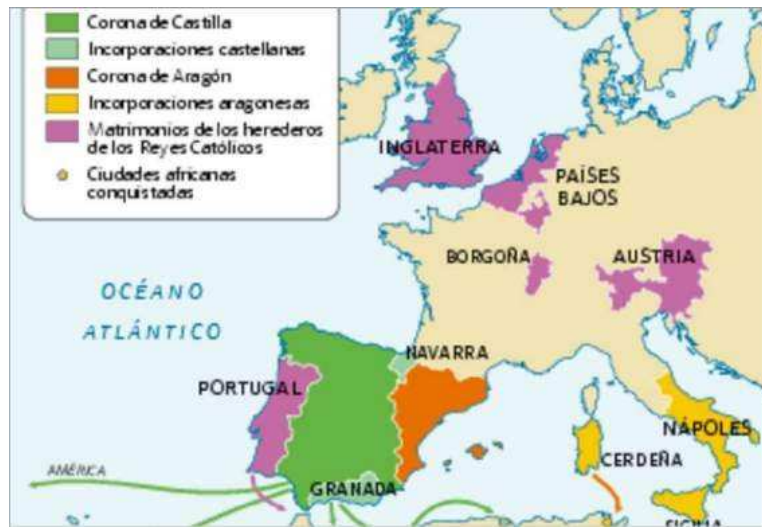 Corona de Castilla
Incorporaciones castellanas
Corona de Aragón
Incorporaciones aragonesas
Matrimonios de los herederos
de los Reyes Católicos
Ciudades africanas
conquistadas
INGLATERRA
PAÍSES
BAJOS
BORGOÑA
AUSTRIA
OCÉANO
ATLÁNTICO
NAVARRA
PORTUGAL
NÁPOLES
CERDEÑA
AMÉRICA
GRANADA
SICILIA